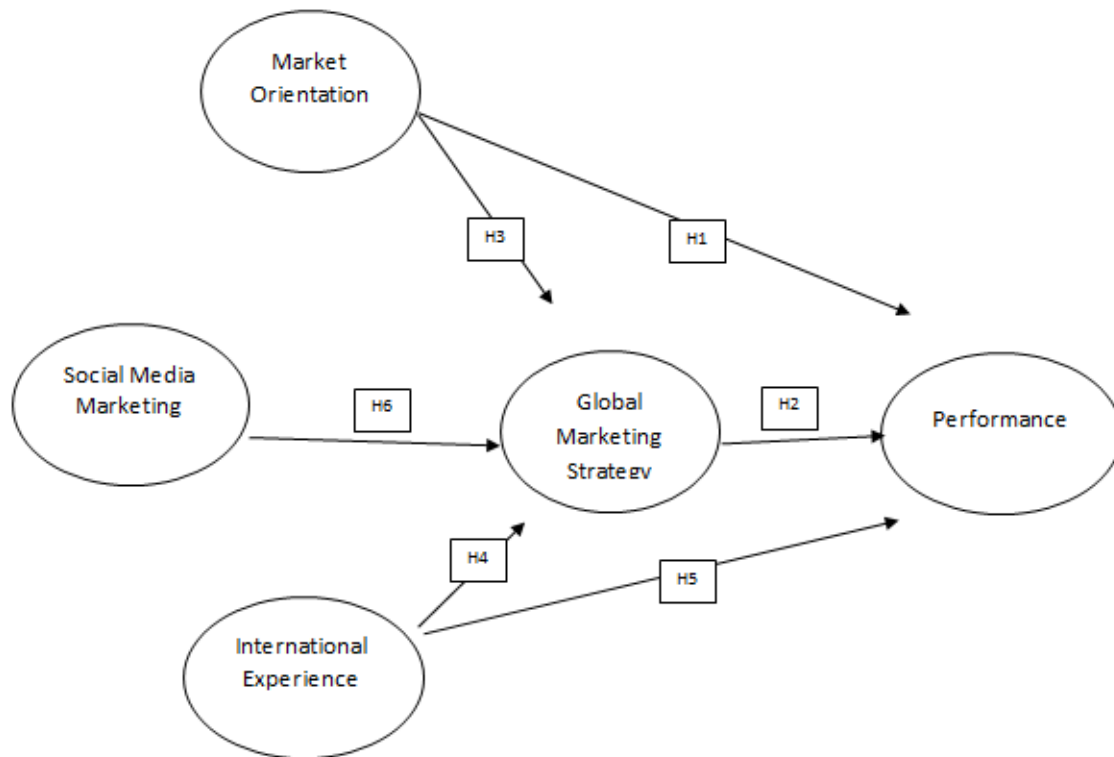 Market
Orientation
H3
H1
Social Media
Marketing
H6
Global
Marketing
Strategy
H2
Performance
H4
H5
International
Experience